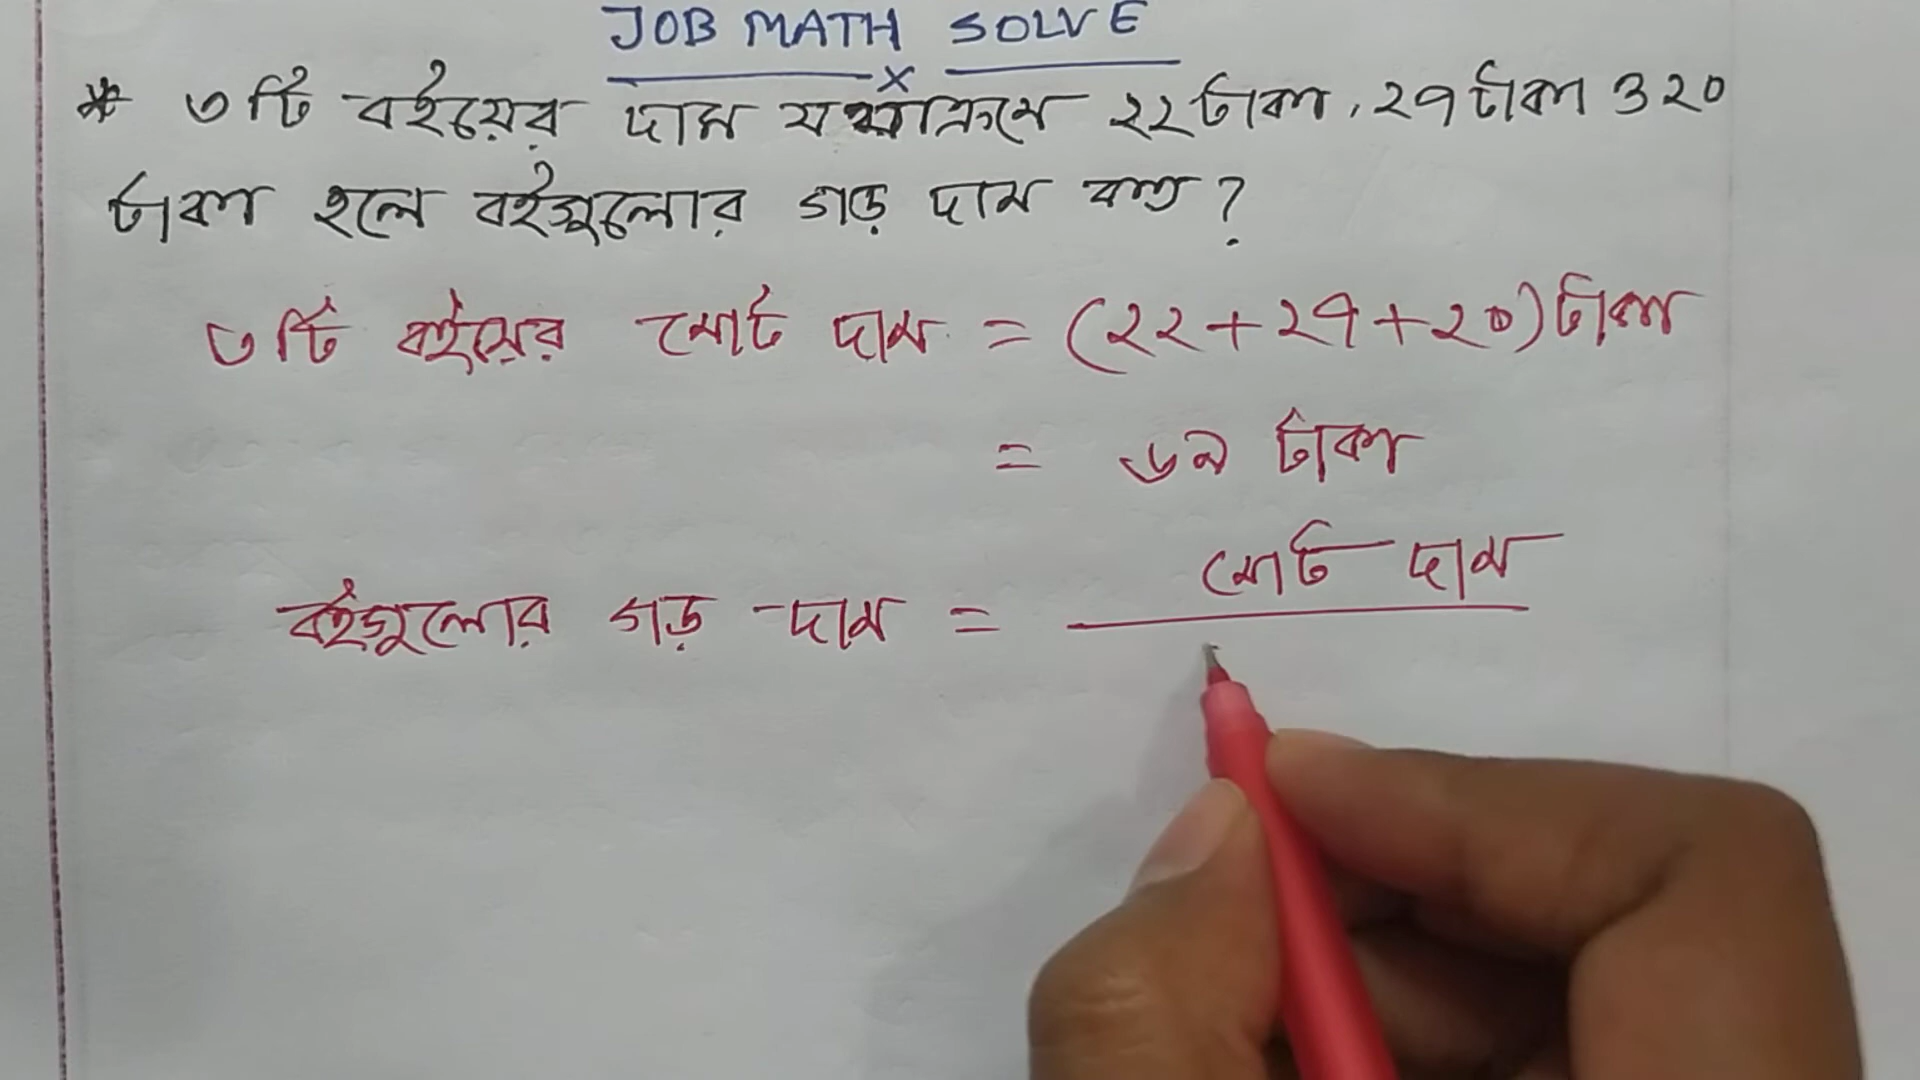 JOB MATH SOLVE
x
* ৩টি বইয়ের দাম যথাক্রমে ২২টাকা, ২৭টাকা ও ২০
টাকা হলে বইগুলোর গড় দাম কত?
৩টি বইয়ের মোট দাম = (২২+২৭+২০)টাকা
= ৬৯ টাকা
বইগুলোর গড় দাম = মোট দাম